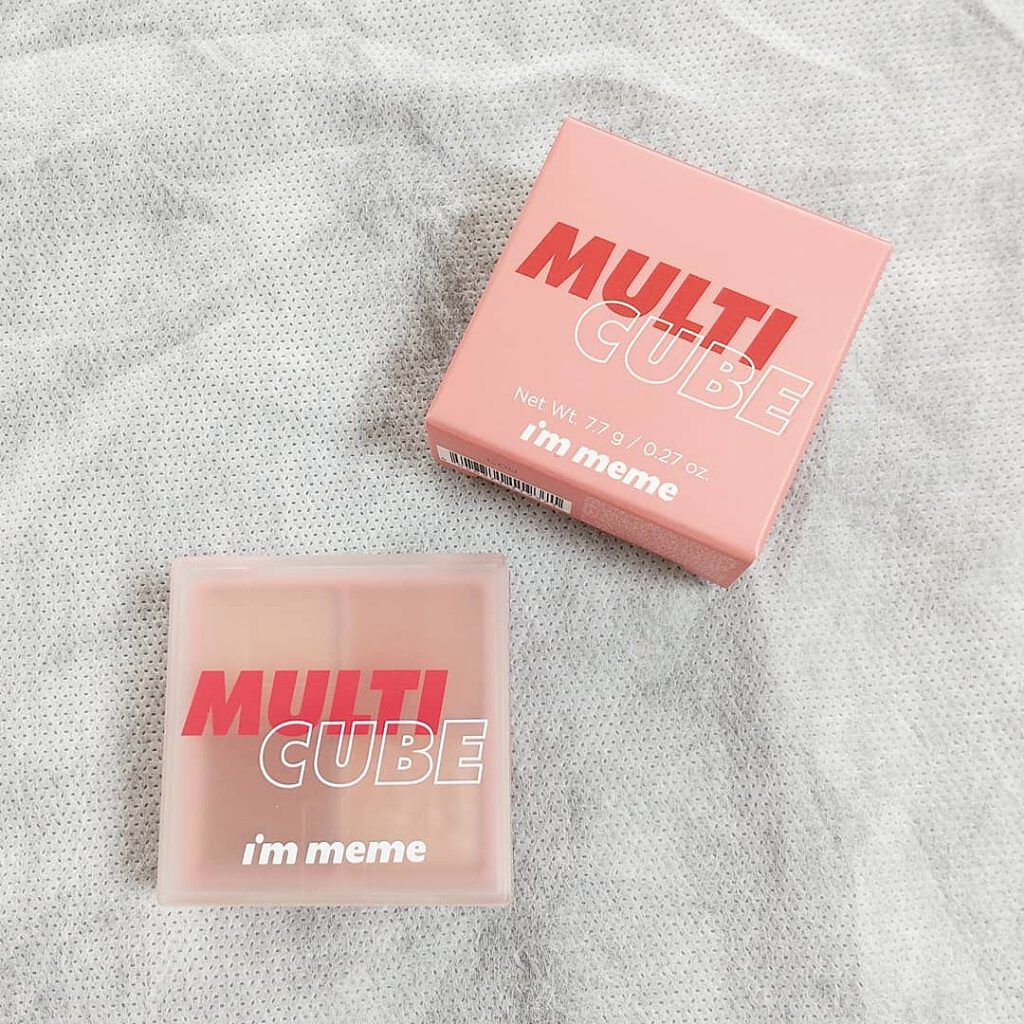 MULTI
CUBE
Net Wt. 7.7 g / 0.27 oz.
i'm meme
MULTI
CUBE
i'm meme